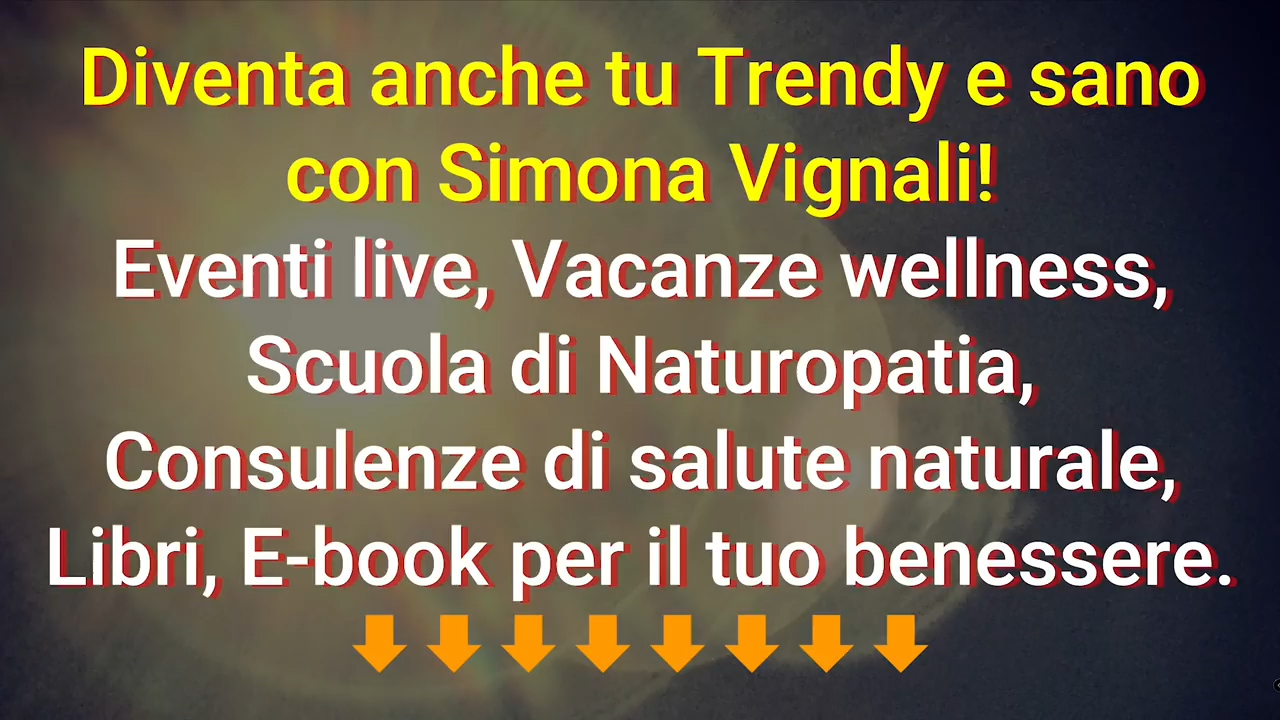 Diventa anche tu Trendy e sano
con Simona Vignali!
Eventi live, Vacanze wellness,
Scuola di Naturopatia,
Consulenze di salute naturale,
Libri, E-book per il tuo benessere.